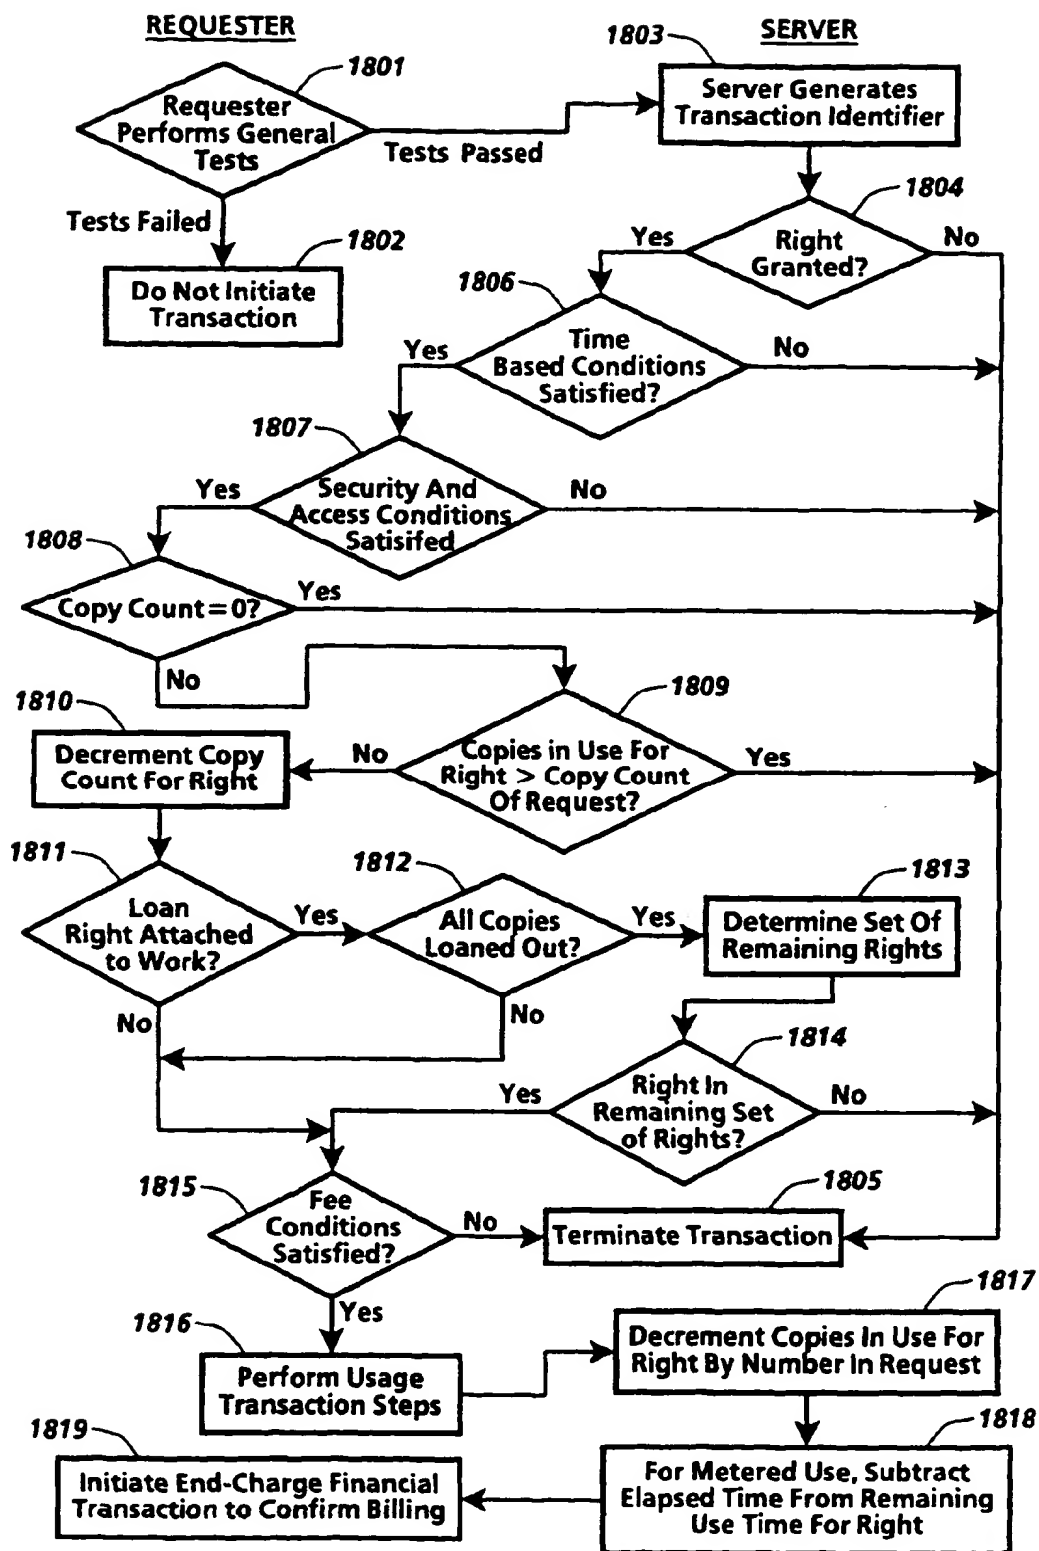 REQUESTER
SERVER
1801
1803
Requester
Performs General
Tests
Tests Passed
Server Generates
Transaction Identifier
Tests Failed
1802
Do Not Initiate
Transaction
1804
Right
Granted?
Yes
No
1806
Time
Based Conditions
Satisfied?
Yes
No
1807
Security And
Access Conditions
Satisifed
Yes
No
1808
Copy Count = 0?
Yes
No
1809
Copies in Use For
Right > Copy Count
Of Request?
No
Yes
1810
Decrement Copy
Count For Right
1811
Loan
Right Attached
to Work?
Yes
No
1812
All Copies
Loaned Out?
Yes
No
1813
Determine Set Of
Remaining Rights
1814
Right In
Remaining Set
of Rights?
Yes
No
1815
Fee
Conditions
Satisfied?
No
Yes
1805
Terminate Transaction
1816
Perform Usage
Transaction Steps
1817
Decrement Copies In Use For
Right By Number In Request
1818
For Metered Use, Subtract
Elapsed Time From Remaining
Use Time For Right
1819
Initiate End-Charge Financial
Transaction to Confirm Billing